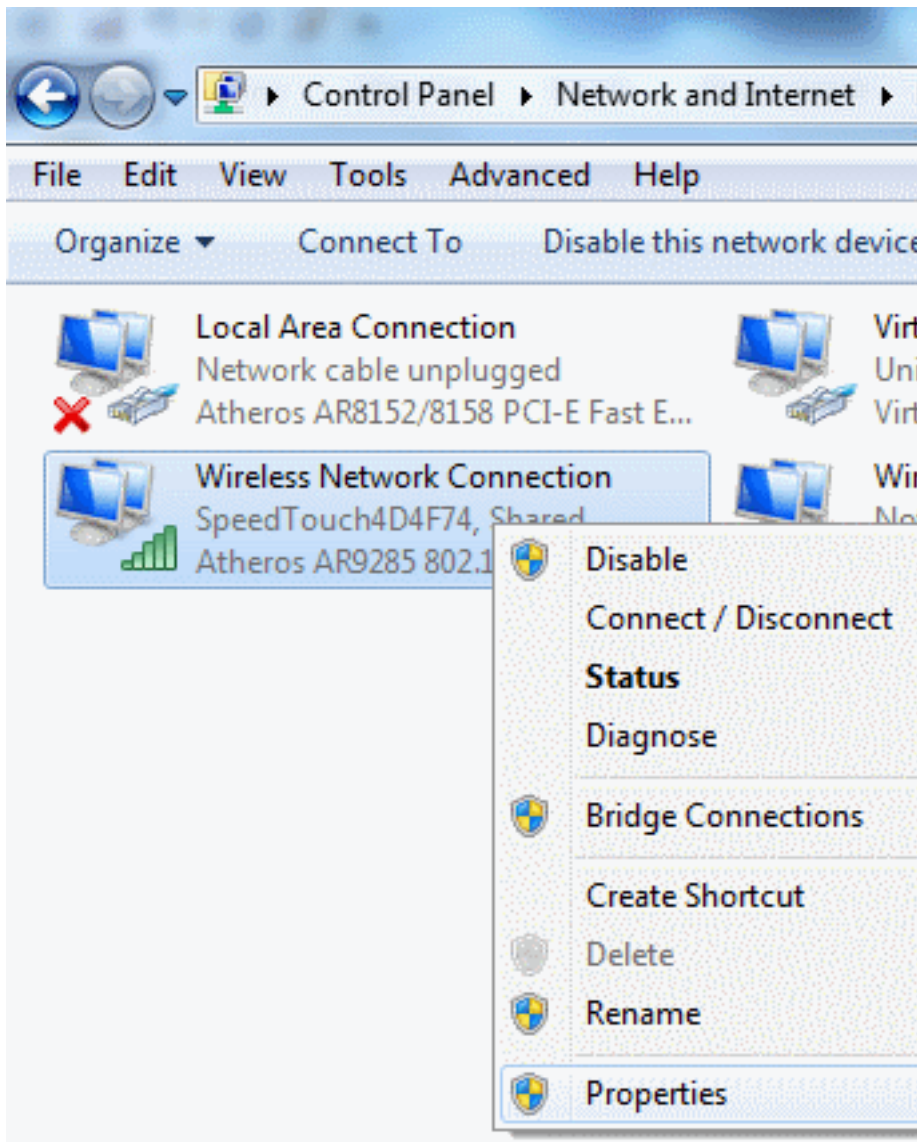 Control Panel Network and Internet
File Edit View Tools Advanced Help
Organize Connect To Disable this network device
Local Area Connection
Network cable unplugged
Atheros AR8152/8158 PCI-E Fast E...
Wireless Network Connection
SpeedTouch4D4F74, Shared
Atheros AR9285 802.1
Disable
Connect / Disconnect
Status
Diagnose
Bridge Connections
Create Shortcut
Delete
Rename
Properties